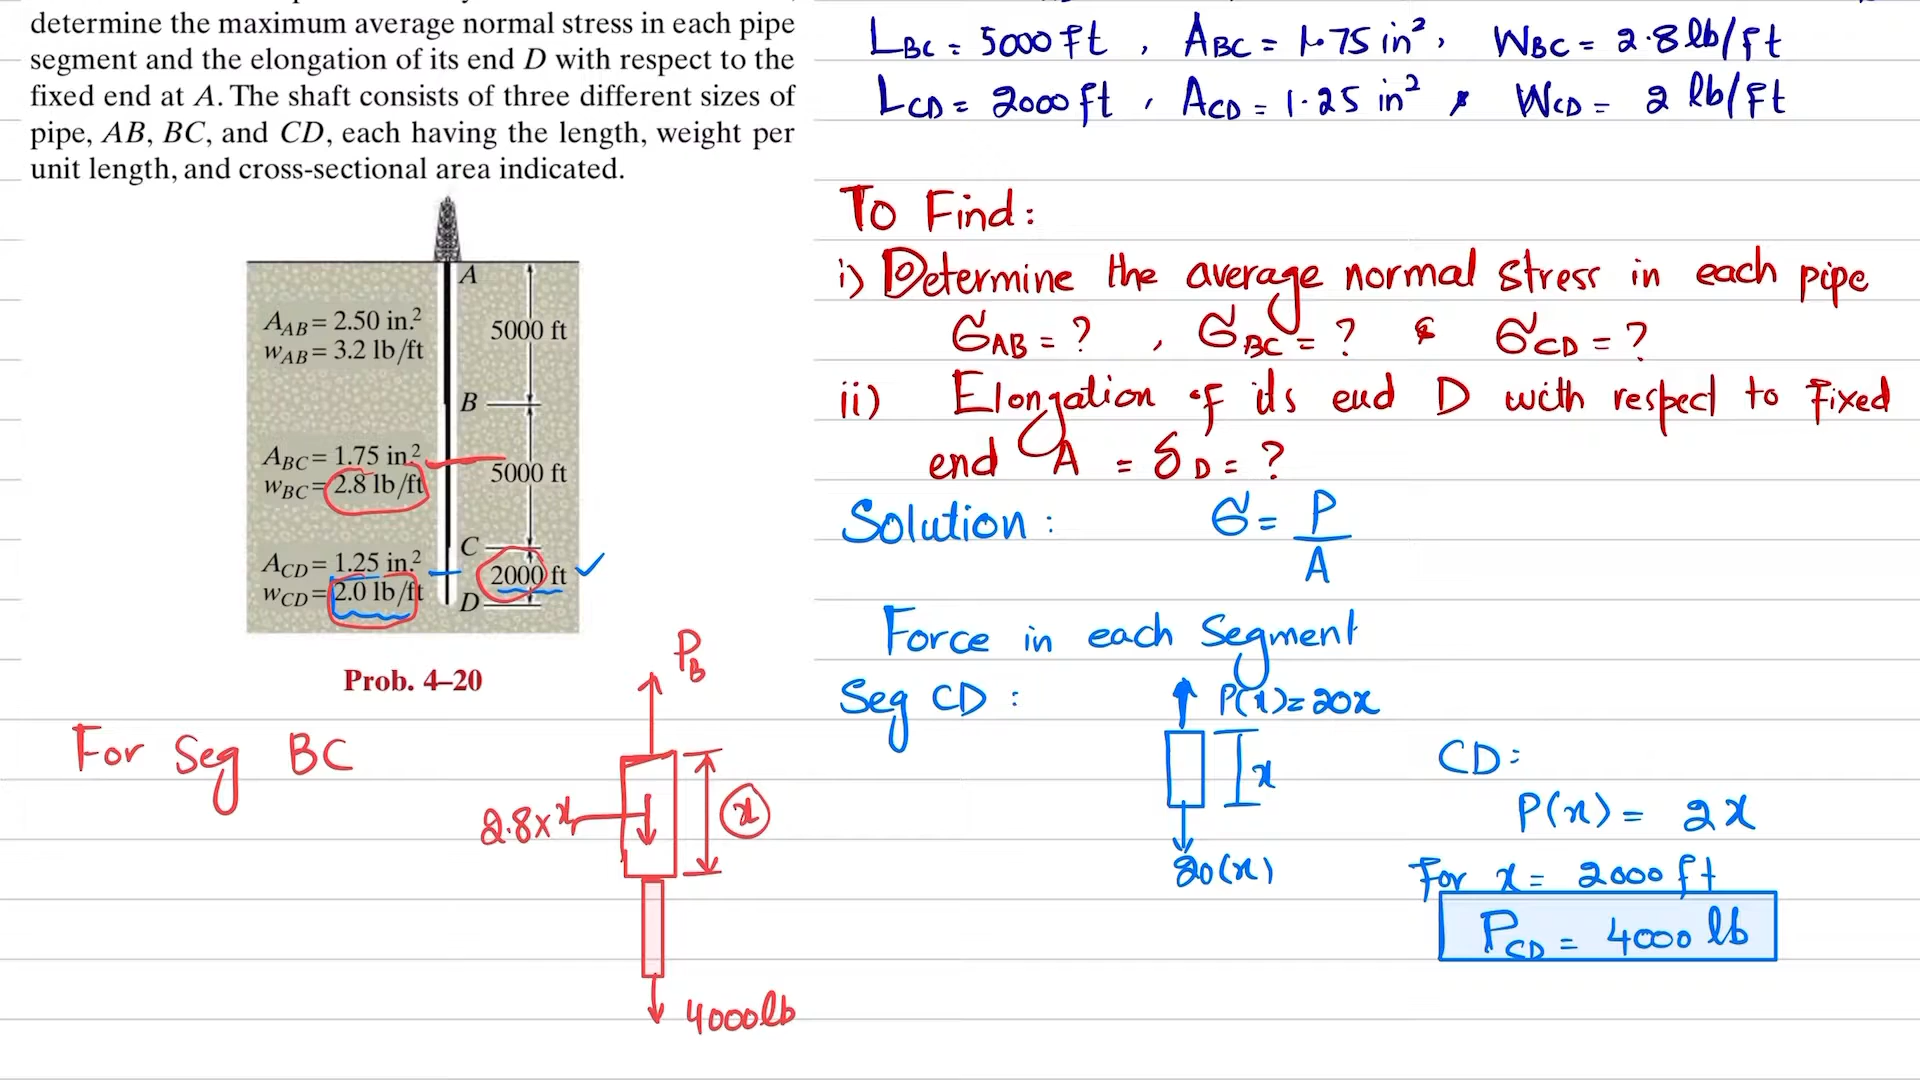 determine the maximum average normal stress in each pipe
segment and the elongation of its end D with respect to the
fixed end at A. The shaft consists of three different sizes of
pipe, AB, BC, and CD, each having the length, weight per
unit length, and cross-sectional area indicated.
A
A_AB = 2.50 in.²
w_AB = 3.2 lb/ft
5000 ft
B
A_BC = 1.75 in.²
w_BC = 2.8 lb/ft
5000 ft
C
A_CD = 1.25 in.²
w_CD = 2.0 lb/ft
2000 ft ✓
D
Prob. 4–20
For Seg BC
P_B
2.8×x
x
4000lb
L_BC = 5000 ft , A_BC = 1.75 in², W_BC = 2.8 lb/ft
L_CD = 2000 ft , A_CD = 1.25 in² , W_CD = 2 lb/ft
To Find:
i) Determine the average normal stress in each pipe
σ_AB = ? , σ_BC = ? & σ_CD = ?
ii) Elongation of its end D with respect to fixed
end A = δ_D = ?
Solution : σ = P/A
Force in each Segment
Seg CD :
P(x)=20x
x
20(x)
CD:
P(x) = 2x
For x = 2000 ft
P_CD = 4000 lb